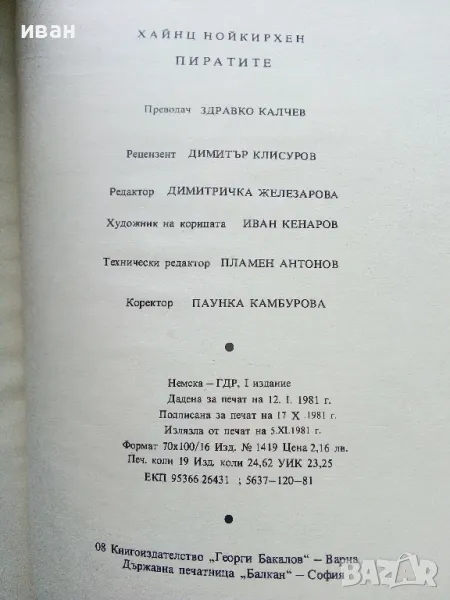 иван
ХАЙНЦ НОЙКИРХЕН
ПИРАТИТЕ
Преводач ЗДРАВКО КАЛЧЕВ
Рецензент ДИМИТЪР КЛИСУРОВ
Редактор ДИМИТРИЧКА ЖЕЛЕЗАРОВА
Художник на корицата ИВАН КЕНАРОВ
Технически редактор ПЛАМЕН АНТОНОВ
Коректор ПАУНКА КАМБУРОВА
Немска – ГДР, I издание
Дадена за печат на 12. I. 1981 г.
Подписана за печат на 17 X .1981 г.
Излязла от печат на 5.XI.1981 г.
Формат 70x100/16 Изд. № 1419 Цена 2,16 лв.
Печ. коли 19 Изд. коли 24,62 УИК 23,25
ЕКП 95366 26431 ; 5637–120–81
08 Книгоиздателство „Георги Бакалов“ – Варна
Държавна печатница „Балкан“ – София
BAZAR